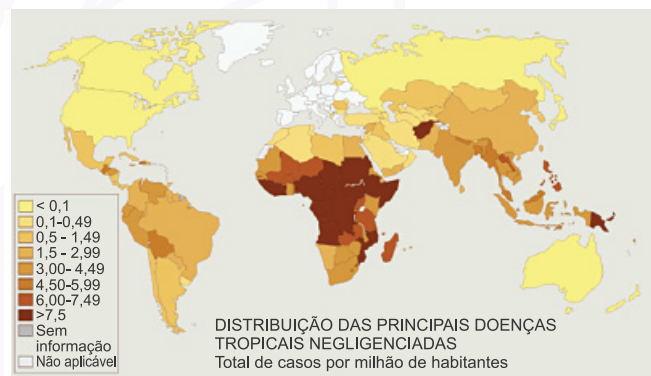 < 0,1
0,1-0,49
0,5 - 1,49
1,5 - 2,99
3,00- 4,49
4,50-5,99
6,00-7,49
>7,5
Sem
informação
Não aplicável
DISTRIBUIÇÃO DAS PRINCIPAIS DOENÇAS
TROPICAIS NEGLIGENCIADAS
Total de casos por milhão de habitantes